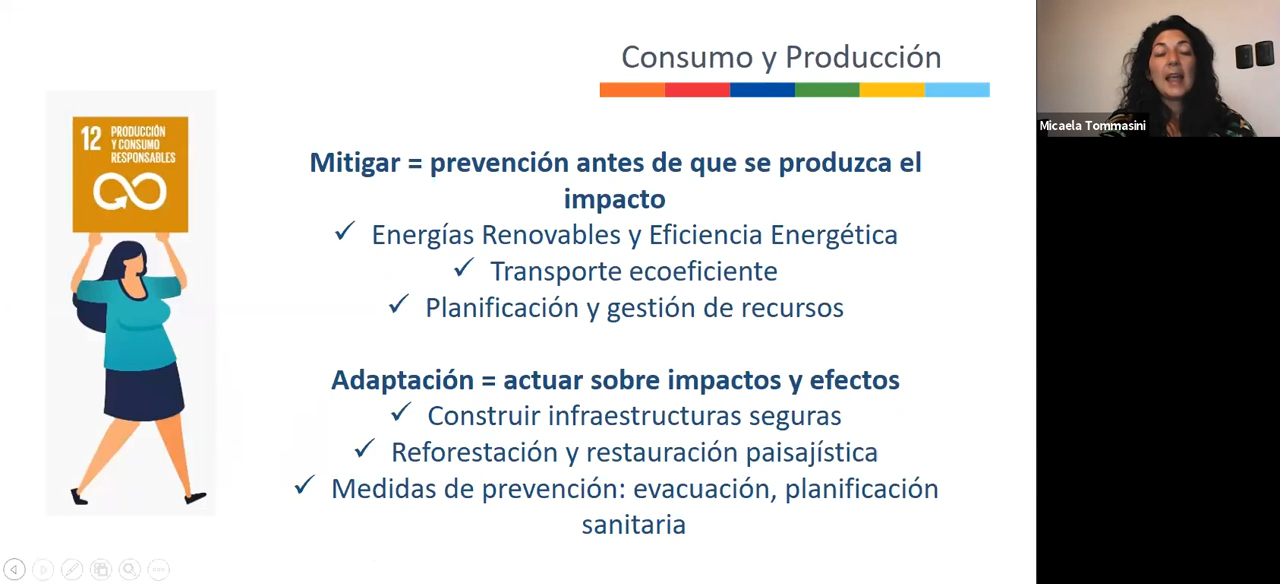 Consumo y Producción
12 PRODUCCIÓN
Y CONSUMO
RESPONSABLES
Mitigar = prevención antes de que se produzca el
impacto
✓ Energías Renovables y Eficiencia Energética
✓ Transporte ecoeficiente
✓ Planificación y gestión de recursos
Adaptación = actuar sobre impactos y efectos
✓ Construir infraestructuras seguras
✓ Reforestación y restauración paisajística
✓ Medidas de prevención: evacuación, planificación
sanitaria
Micaela Tommasini